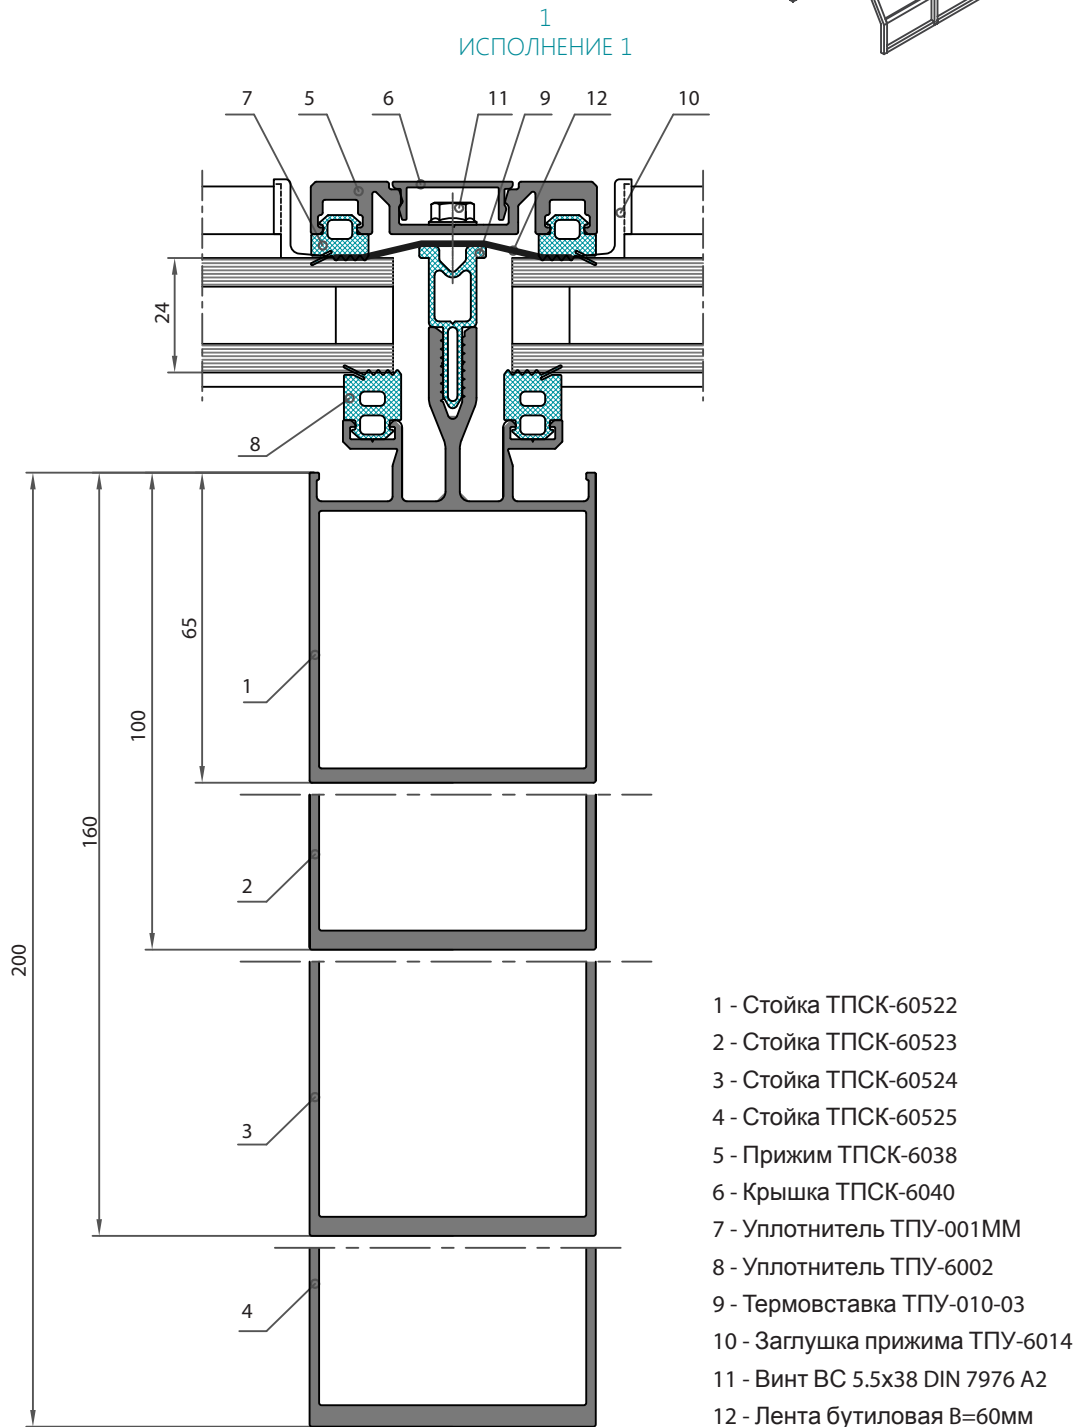 1
ИСПОЛНЕНИЕ 1
7
5
6
11
9
12
10
24
8
65
1
100
160
2
200
3
4
1 - Стойка ТПСК-60522
2 - Стойка ТПСК-60523
3 - Стойка ТПСК-60524
4 - Стойка ТПСК-60525
5 - Прижим ТПСК-6038
6 - Крышка ТПСК-6040
7 - Уплотнитель ТПУ-001ММ
8 - Уплотнитель ТПУ-6002
9 - Термовставка ТПУ-010-03
10 - Заглушка прижима ТПУ-6014
11 - Винт ВС 5.5x38 DIN 7976 А2
12 - Лента бутиловая В=60мм